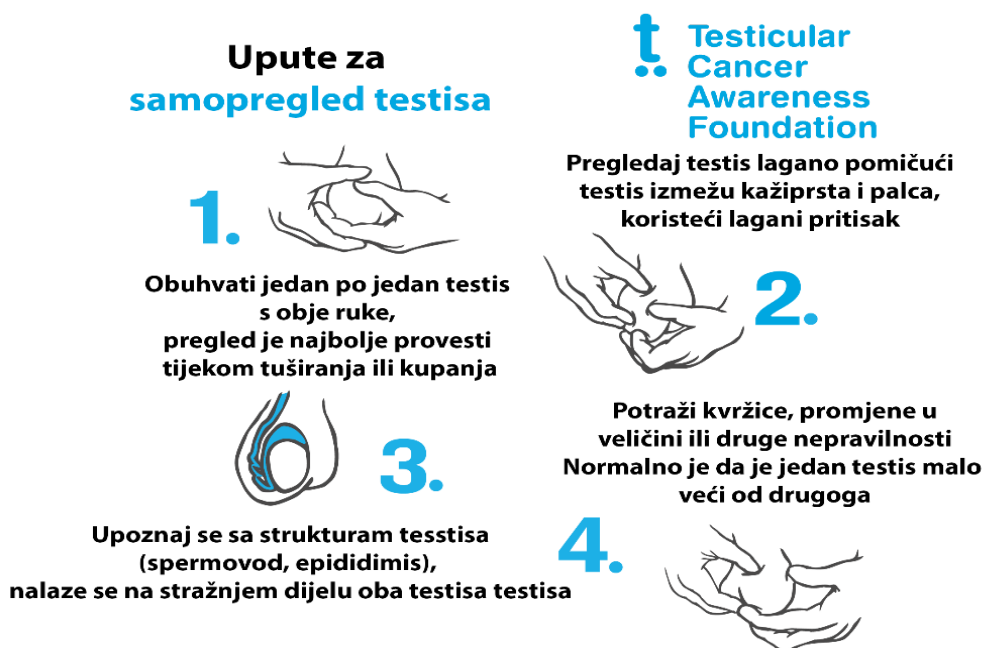 Upute za
samopregled testisa
t
Testicular
Cancer
Awareness
Foundation
1.
Obuhvati jedan po jedan testis
s obje ruke,
pregled je najbolje provesti
tijekom tuširanja ili kupanja
Pregledaj testis lagano pomičući
testis izmežu kažiprsta i palca,
koristeći lagani pritisak
2.
3.
Upoznaj se sa strukturam tesstisa
(spermovod, epididimis),
nalaze se na stražnjem dijelu oba testisa testisa
Potraži kvržice, promjene u
veličini ili druge nepravilnosti
Normalno je da je jedan testis malo
veći od drugoga
4.